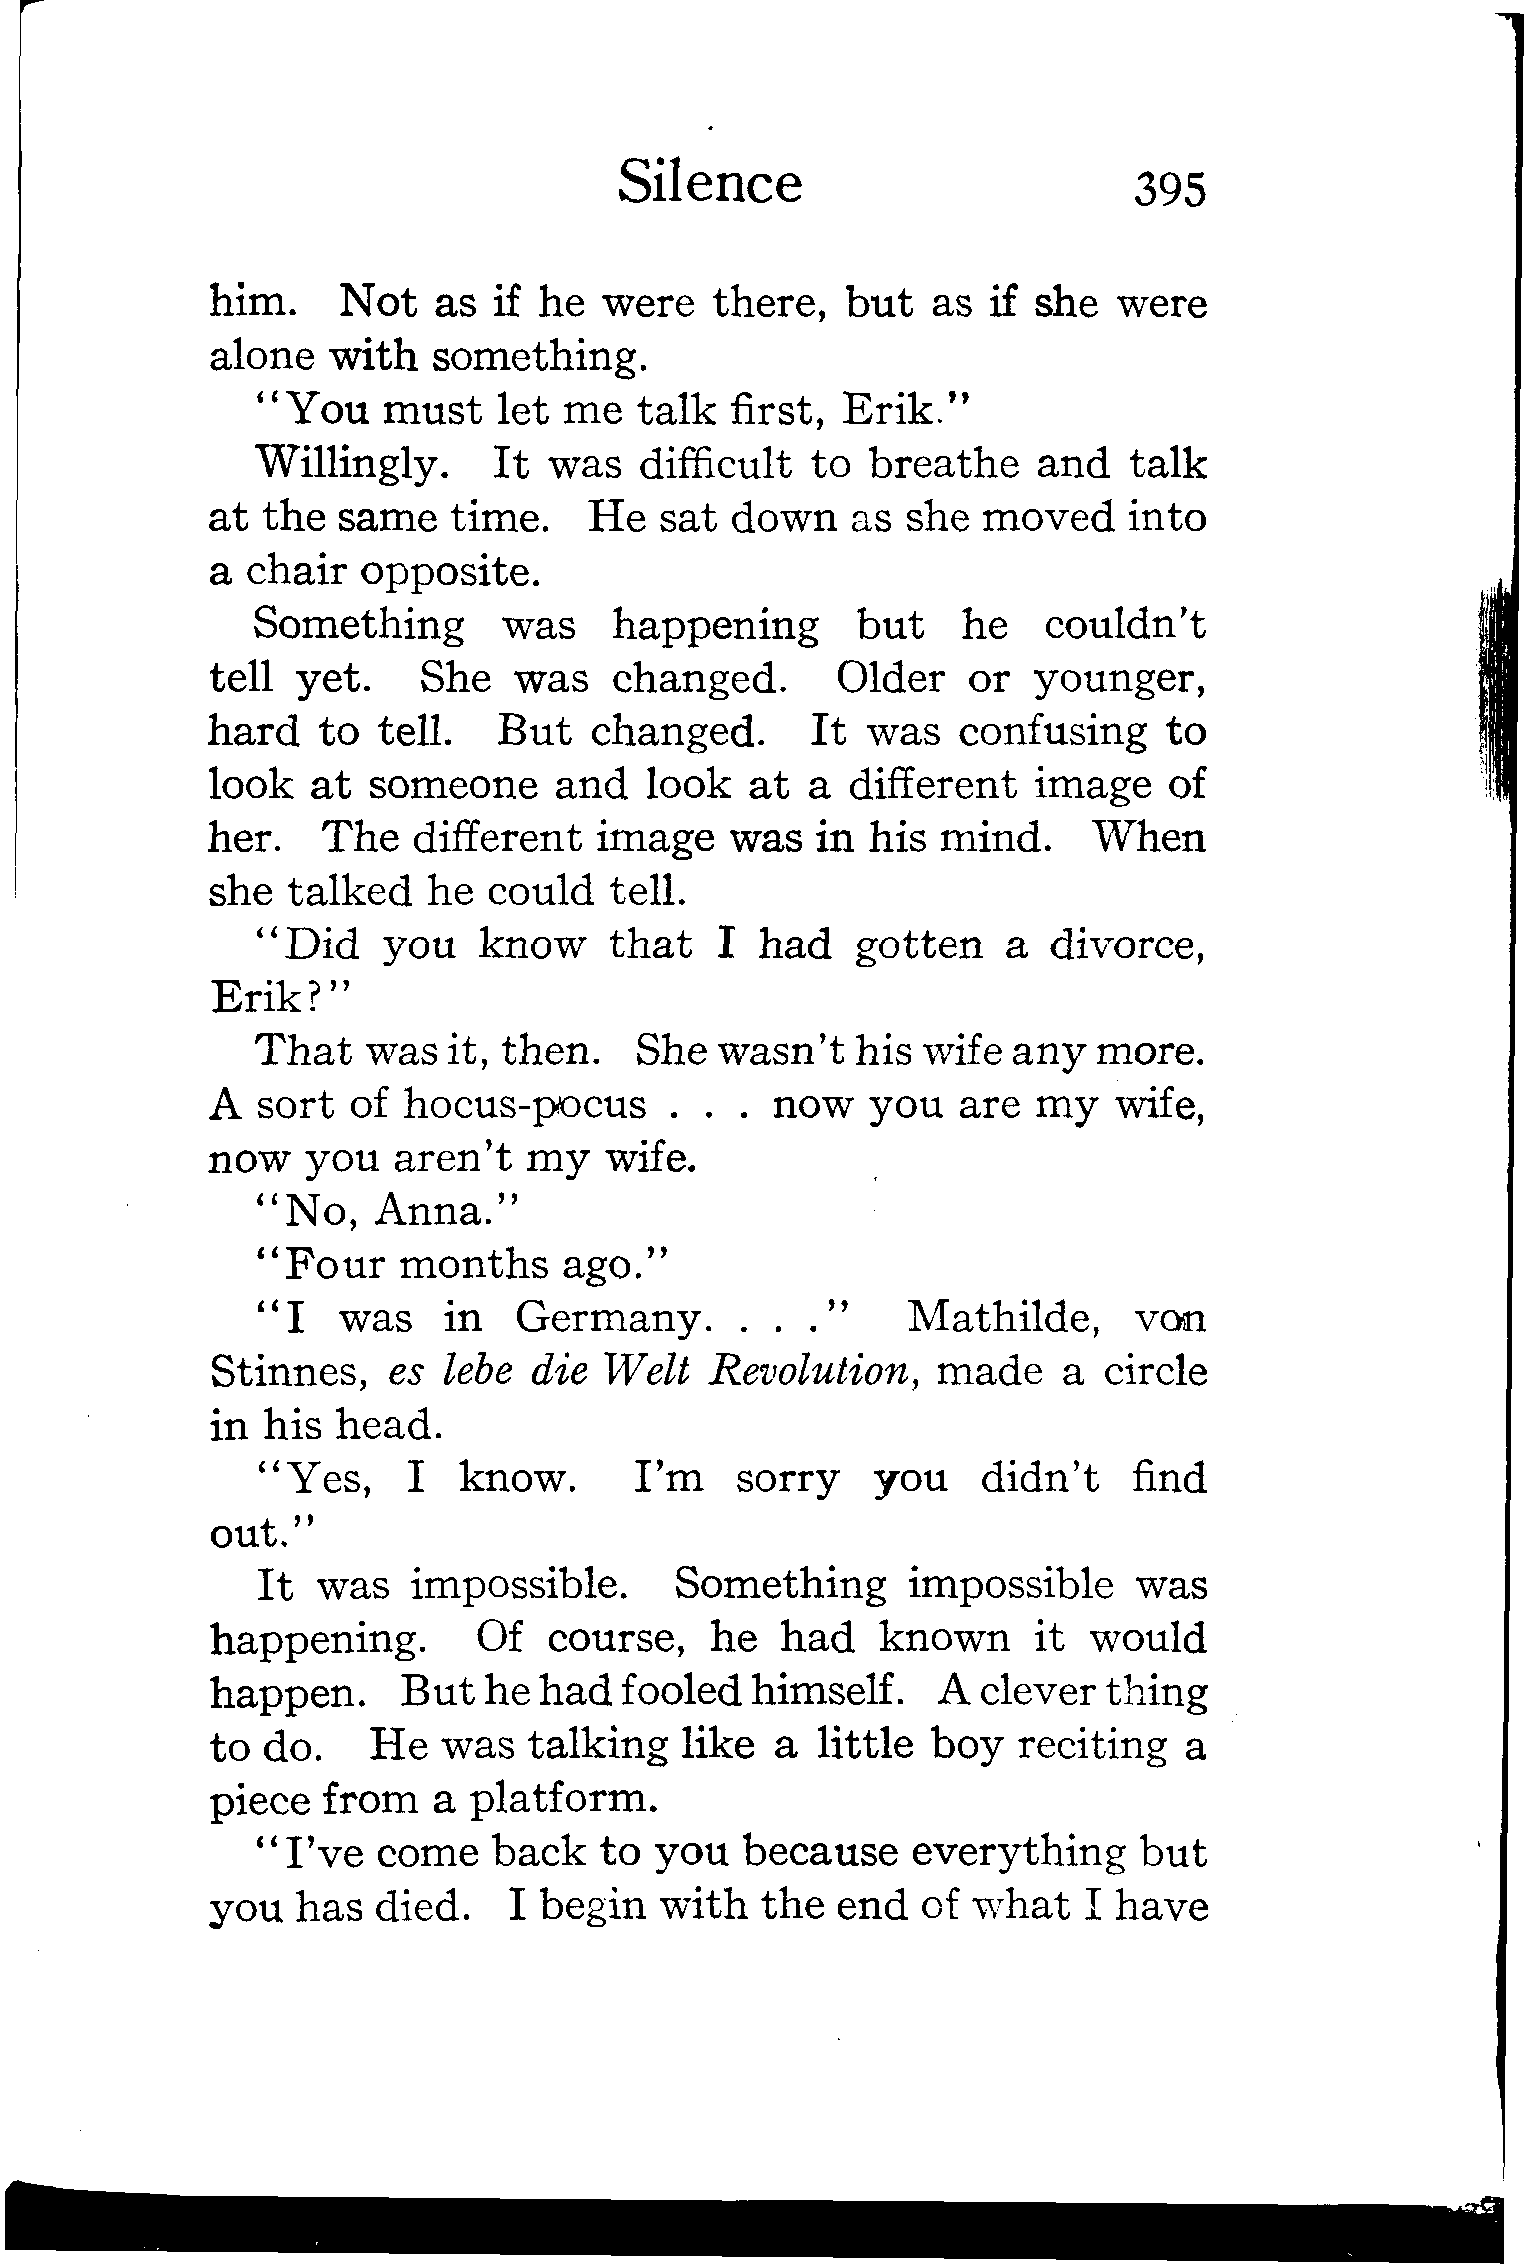 Silence 395
him. Not as if he were there, but as if she were
alone with something.
"You must let me talk first, Erik."
Willingly. It was difficult to breathe and talk
at the same time. He sat down as she moved into
a chair opposite.
Something was happening but he couldn't
tell yet. She was changed. Older or younger,
hard to tell. But changed. It was confusing to
look at someone and look at a different image of
her. The different image was in his mind. When
she talked he could tell.
"Did you know that I had gotten a divorce,
Erik?"
That was it, then. She wasn't his wife any more.
A sort of hocus-pocus . . . now you are my wife,
now you aren't my wife.
"No, Anna."
"Four months ago."
"I was in Germany. . . ." Mathilde, von
Stinnes, es lebe die Welt Revolution, made a circle
in his head.
"Yes, I know. I'm sorry you didn't find
out."
It was impossible. Something impossible was
happening. Of course, he had known it would
happen. But he had fooled himself. A clever thing
to do. He was talking like a little boy reciting a
piece from a platform.
"I've come back to you because everything but
you has died. I begin with the end of what I have